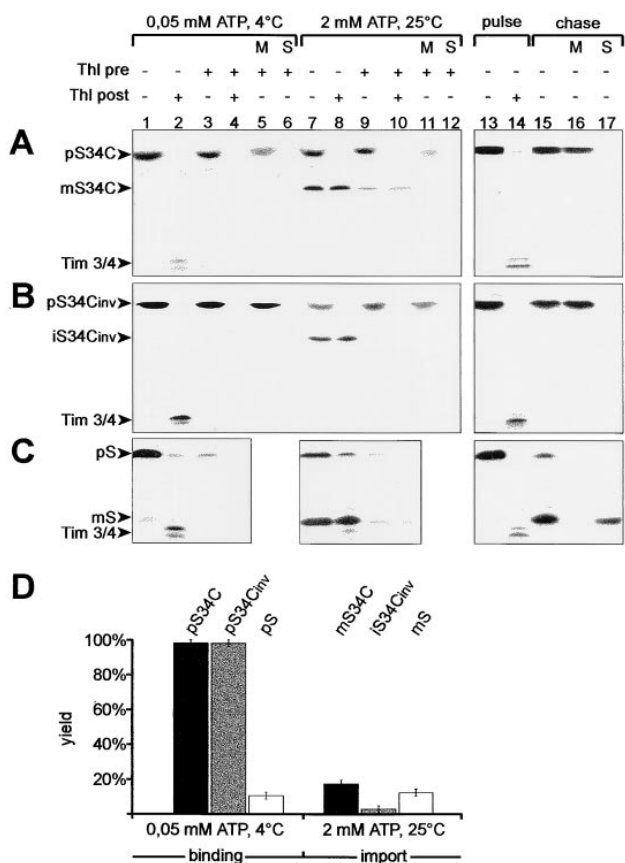 0,05 mM ATP, 4°C 2 mM ATP, 25°C pulse chase
M S M S M S
Thl pre - - + + + + - - + + + + - - - - -
Thl post - + - + - - - + - + - - - + - - -
1 2 3 4 5 6 7 8 9 10 11 12 13 14 15 16 17
A
pS34C
mS34C
Tim 3/4
B
pS34Cinv
iS34Cinv
Tim 3/4
C
pS
mS
Tim 3/4
D
pS34C pS34Cinv pS mS34C iS34Cinv mS
100%
80%
60%
40%
20%
yield
0,05 mM ATP, 4°C 2 mM ATP, 25°C
binding import